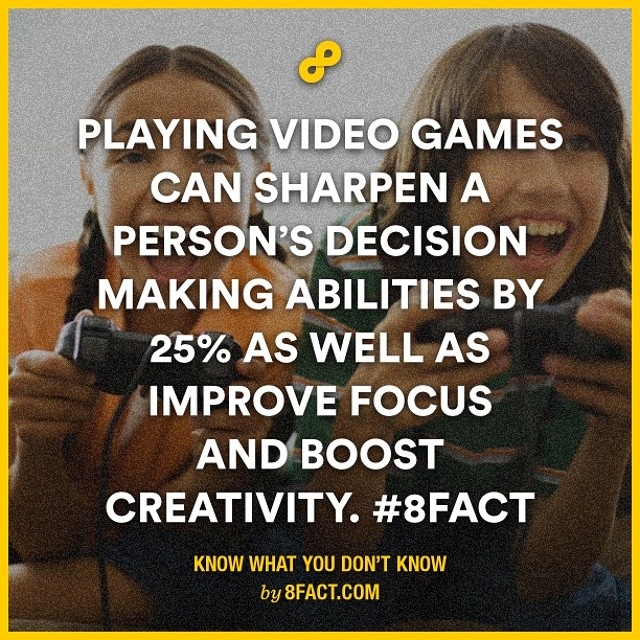 PLAYING VIDEO GAMES
CAN SHARPEN A
PERSON'S DECISION
MAKING ABILITIES BY
25% AS WELL AS
IMPROVE FOCUS
AND BOOST
CREATIVITY. #8FACT
KNOW WHAT YOU DON'T KNOW
by 8FACT.COM